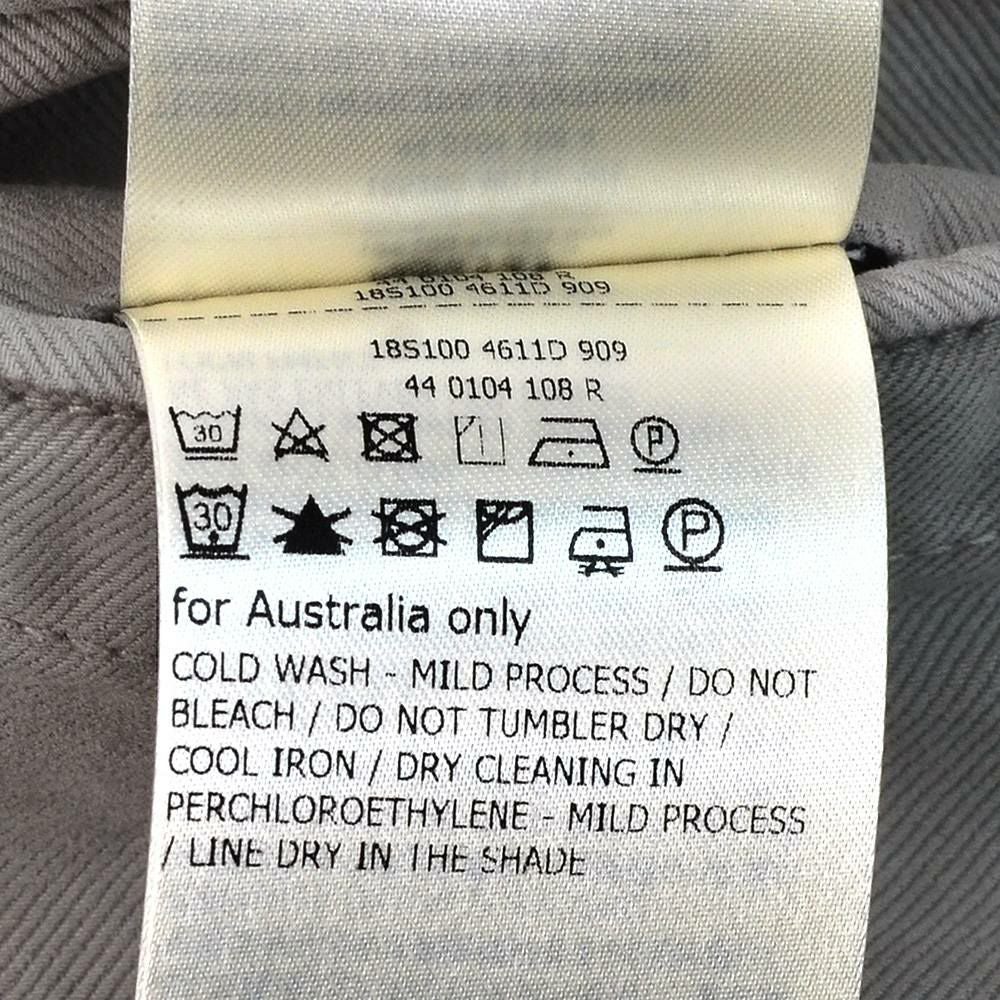 44 0104 108 R
18S100 4611D 909
18S100 4611D 909
44 0104 108 R
30 P
30 P
for Australia only
COLD WASH - MILD PROCESS / DO NOT
BLEACH / DO NOT TUMBLER DRY /
COOL IRON / DRY CLEANING IN
PERCHLOROETHYLENE - MILD PROCESS
/ LINE DRY IN THE SHADE